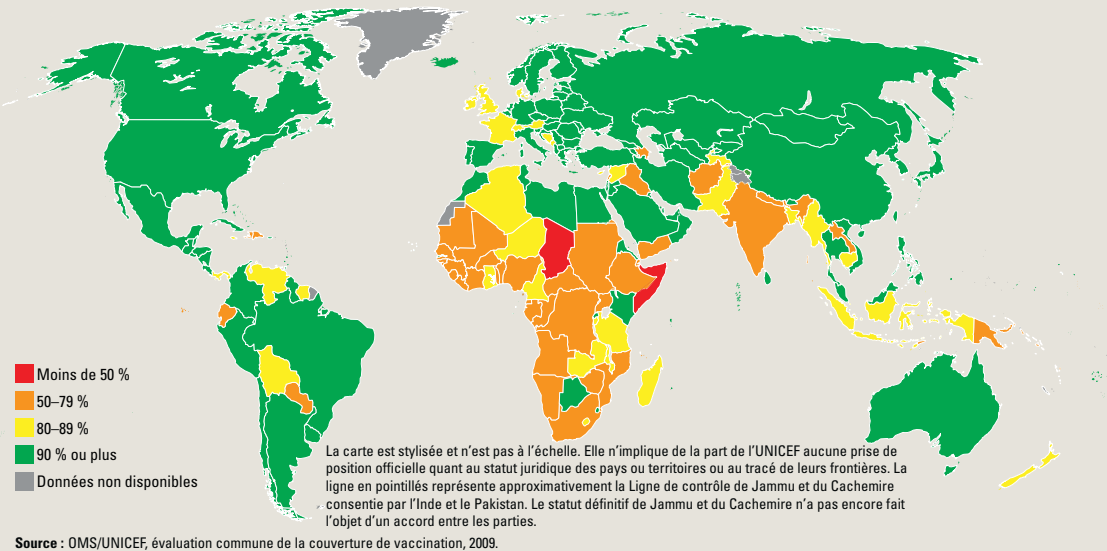 Moins de 50 %
50–79 %
80–89 %
90 % ou plus
Données non disponibles
La carte est stylisée et n'est pas à l'échelle. Elle n'implique de la part de l'UNICEF aucune prise de
position officielle quant au statut juridique des pays ou territoires ou au tracé de leurs frontières. La
ligne en pointillés représente approximativement la Ligne de contrôle de Jammu et du Cachemire
consentie par l'Inde et le Pakistan. Le statut définitif de Jammu et du Cachemire n'a pas encore fait
l'objet d'un accord entre les parties.
Source : OMS/UNICEF, évaluation commune de la couverture de vaccination, 2009.